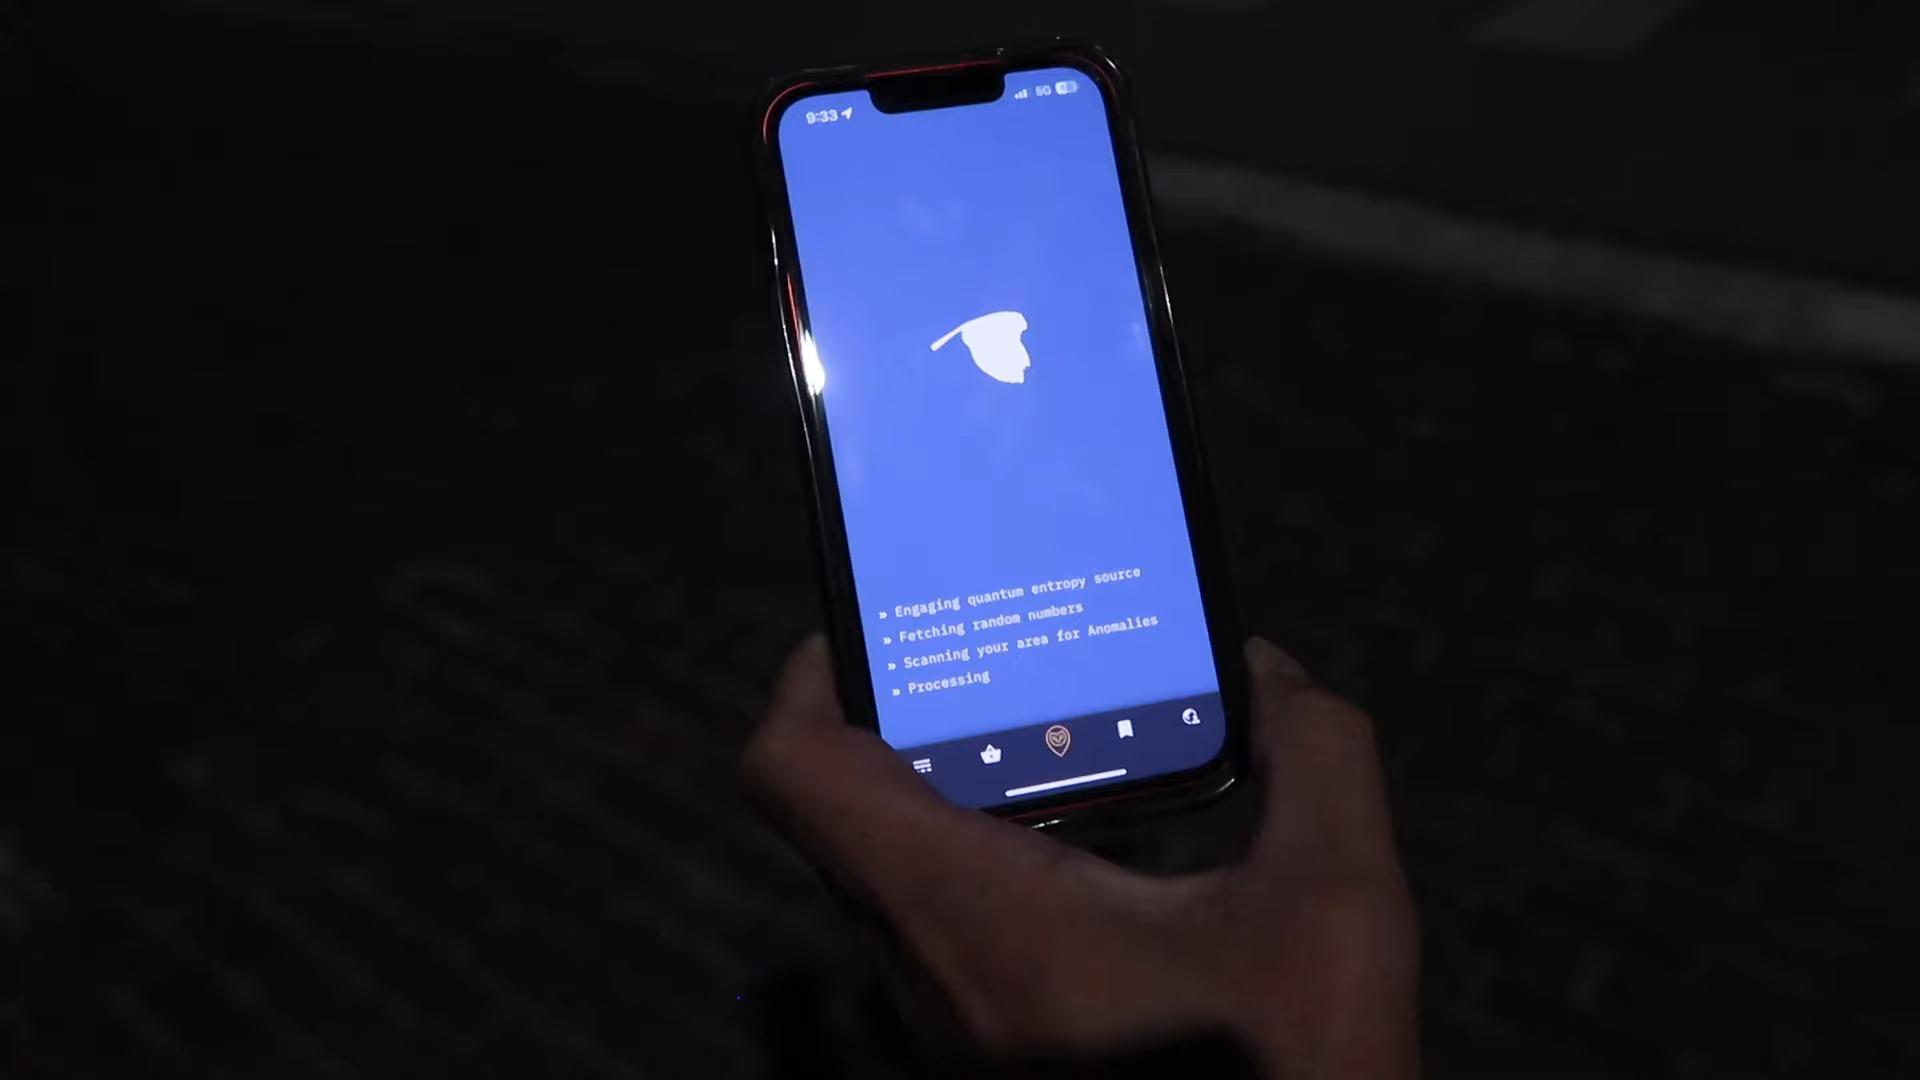 9:33
5G
» Engaging quantum entropy source
» Fetching random numbers
» Scanning your area for Anomalies
» Processing